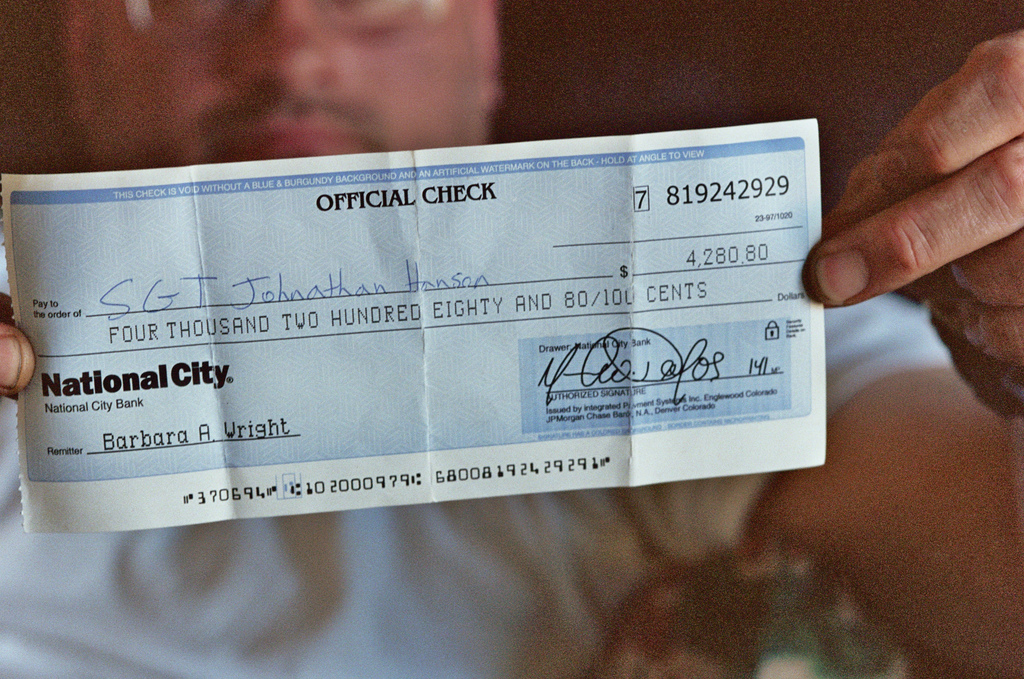 THIS CHECK IS VOID WITHOUT A BLUE & BURGUNDY BACKGROUND AND AN ARTIFICIAL WATERMARK ON THE BACK - HOLD AT ANGLE TO VIEW
OFFICIAL CHECK
7 819242929
23-97/1020
Pay to
the order of SGT Johnathan Hanson $ 4,280.80
FOUR THOUSAND TWO HUNDRED EIGHTY AND 80/100 CENTS Dollars
National City®
National City Bank
Drawer: National City Bank
AUTHORIZED SIGNATURE
Issued by Integrated Payment Systems Inc. Englewood Colorado
JPMorgan Chase Bank, N.A., Denver Colorado
Remitter Barbara A. Wright
⑈370694⑈ ⑆102000979⑆ 68008192429291⑈